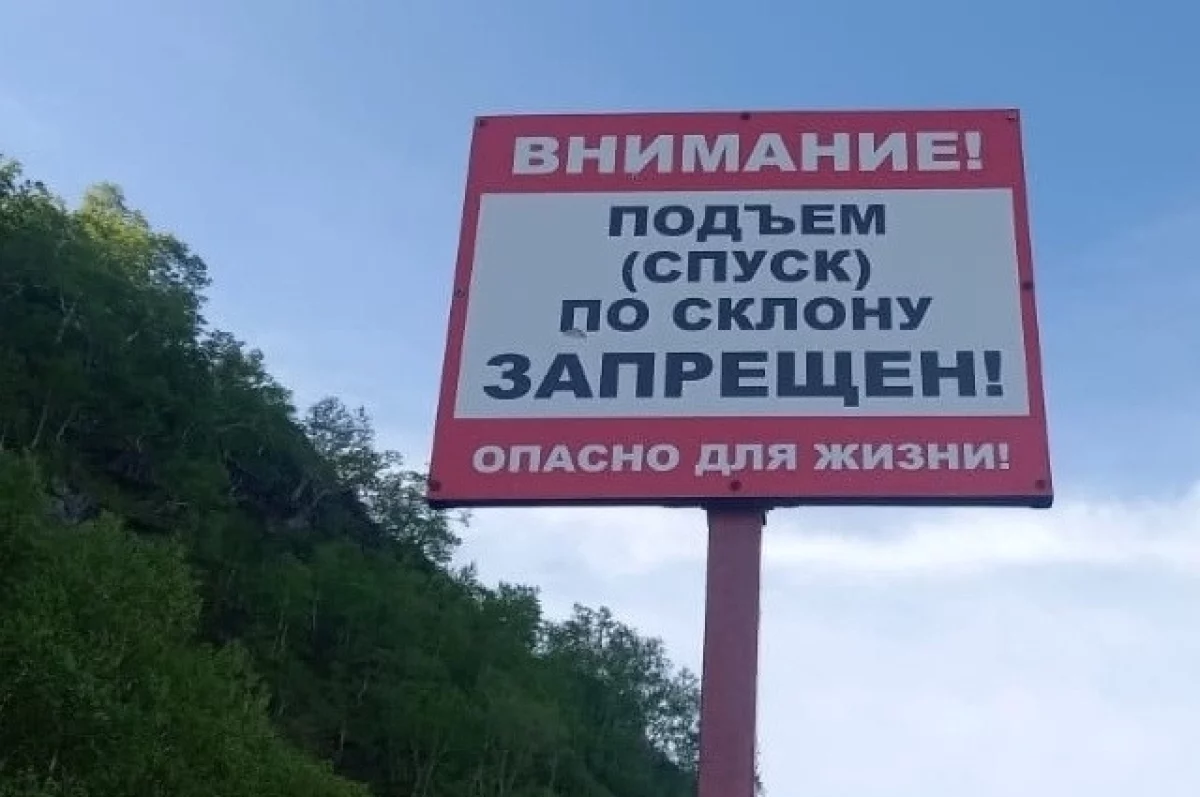 ВНИМАНИЕ!
ПОДЪЕМ
(СПУСК)
ПО СКЛОНУ
ЗАПРЕЩЕН!
ОПАСНО ДЛЯ ЖИЗНИ!